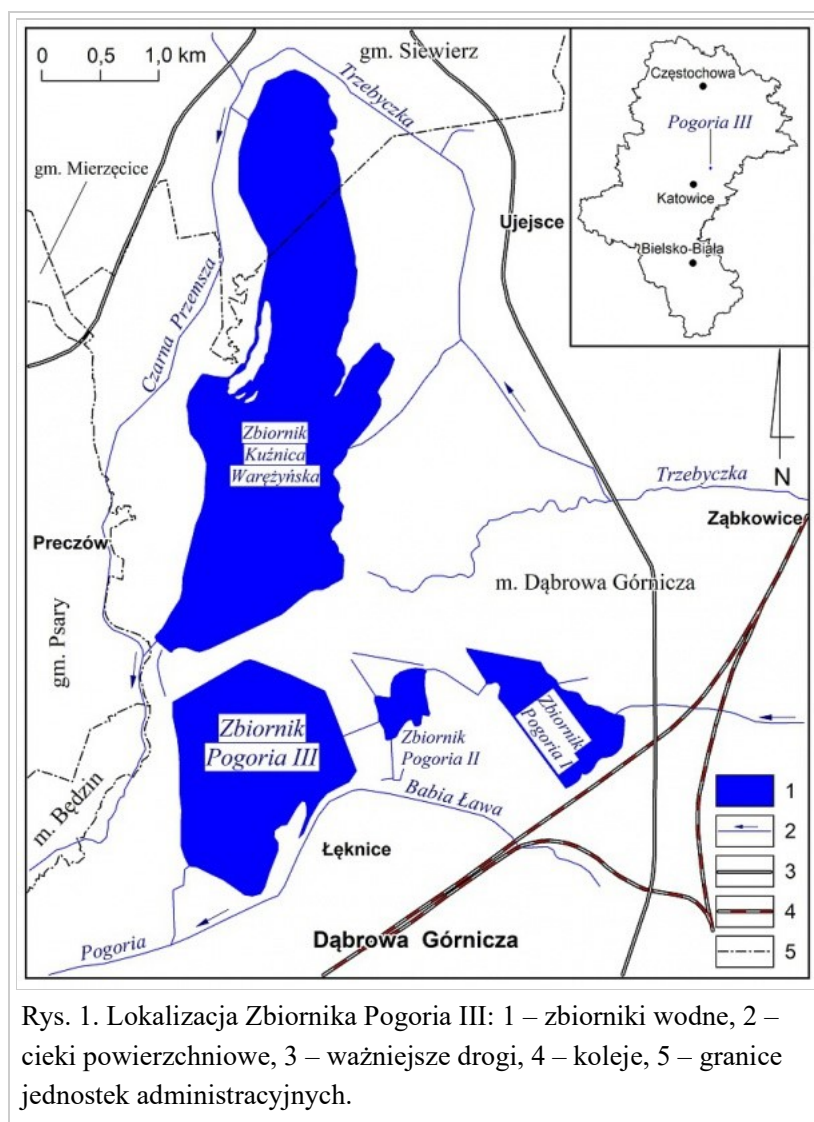 0 0,5 1,0 km
gm. Siewierz
Trzebyczka
gm. Mierzęcice
Częstochowa
Pogoria III
Katowice
Bielsko-Biała
Ujejsce
Czarna Przemsza
Zbiornik
Kuźnica
Warężyńska
N
Trzebyczka
Ząbkowice
Preczów
m. Dąbrowa Górnicza
gm. Psary
Zbiornik
Pogoria III
Zbiornik
Pogoria II
Zbiornik
Pogoria I
m. Będzin
Babia Ława
Łęknice
Pogoria
Dąbrowa Górnicza
1
2
3
4
5
Rys. 1. Lokalizacja Zbiornika Pogoria III: 1 – zbiorniki wodne, 2 –
cieki powierzchniowe, 3 – ważniejsze drogi, 4 – koleje, 5 – granice
jednostek administracyjnych.